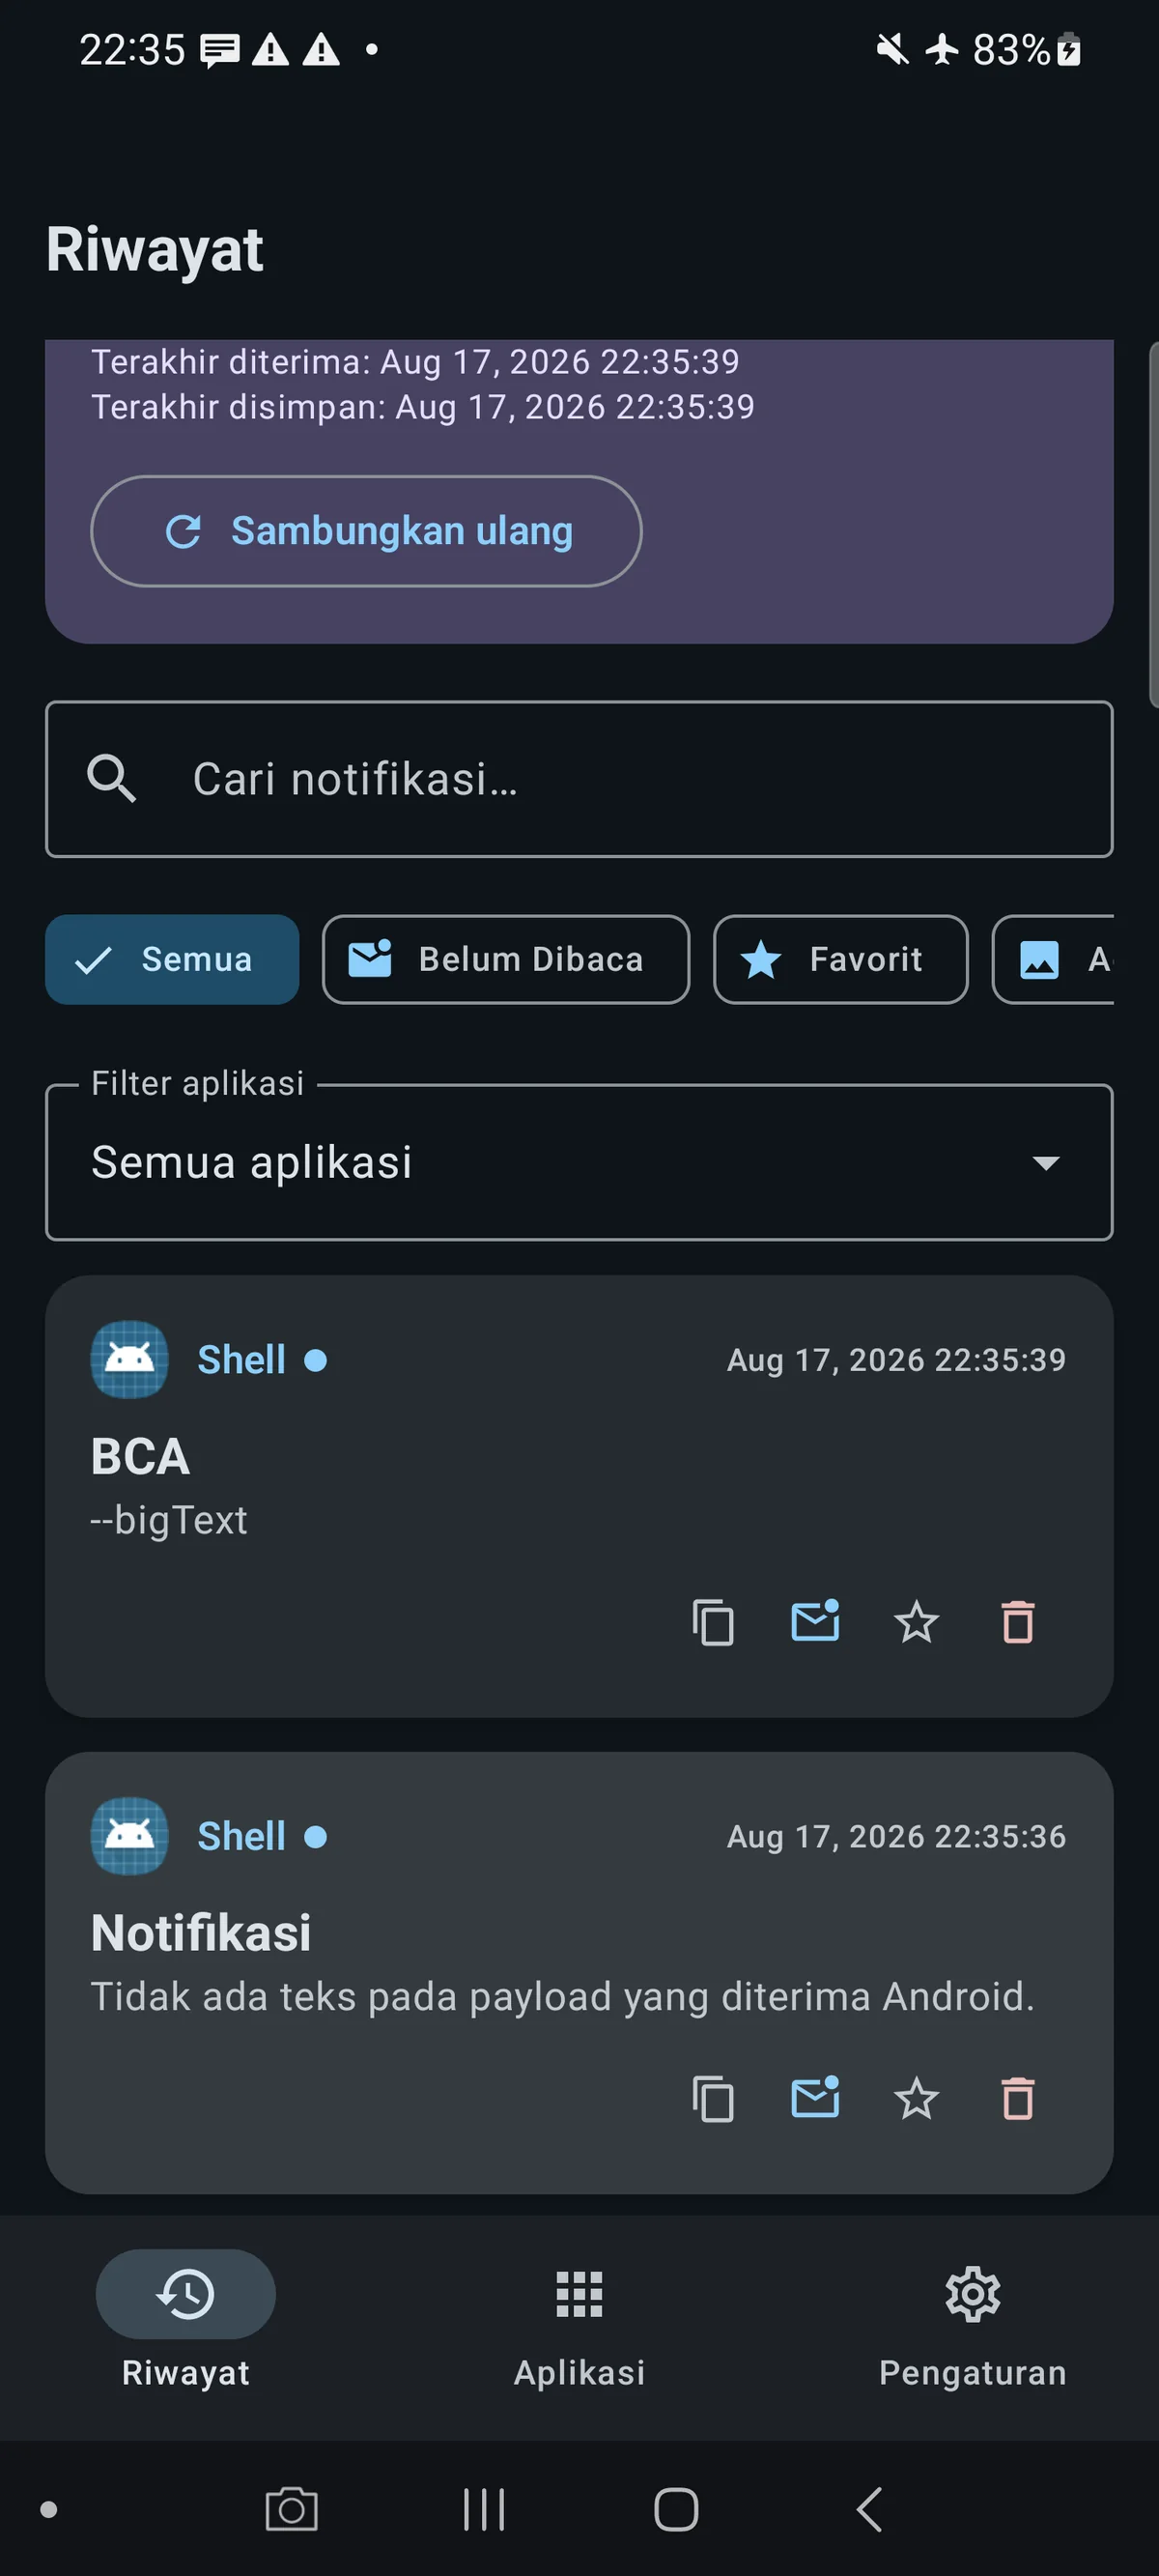 22:35
83%
Riwayat
Terakhir diterima: Aug 17, 2026 22:35:39
Terakhir disimpan: Aug 17, 2026 22:35:39
Sambungkan ulang
Cari notifikasi...
Semua
Belum Dibaca
Favorit
Filter aplikasi
Semua aplikasi
Shell
Aug 17, 2026 22:35:39
BCA
--bigText
Shell
Aug 17, 2026 22:35:36
Notifikasi
Tidak ada teks pada payload yang diterima Android.
Riwayat
Aplikasi
Pengaturan